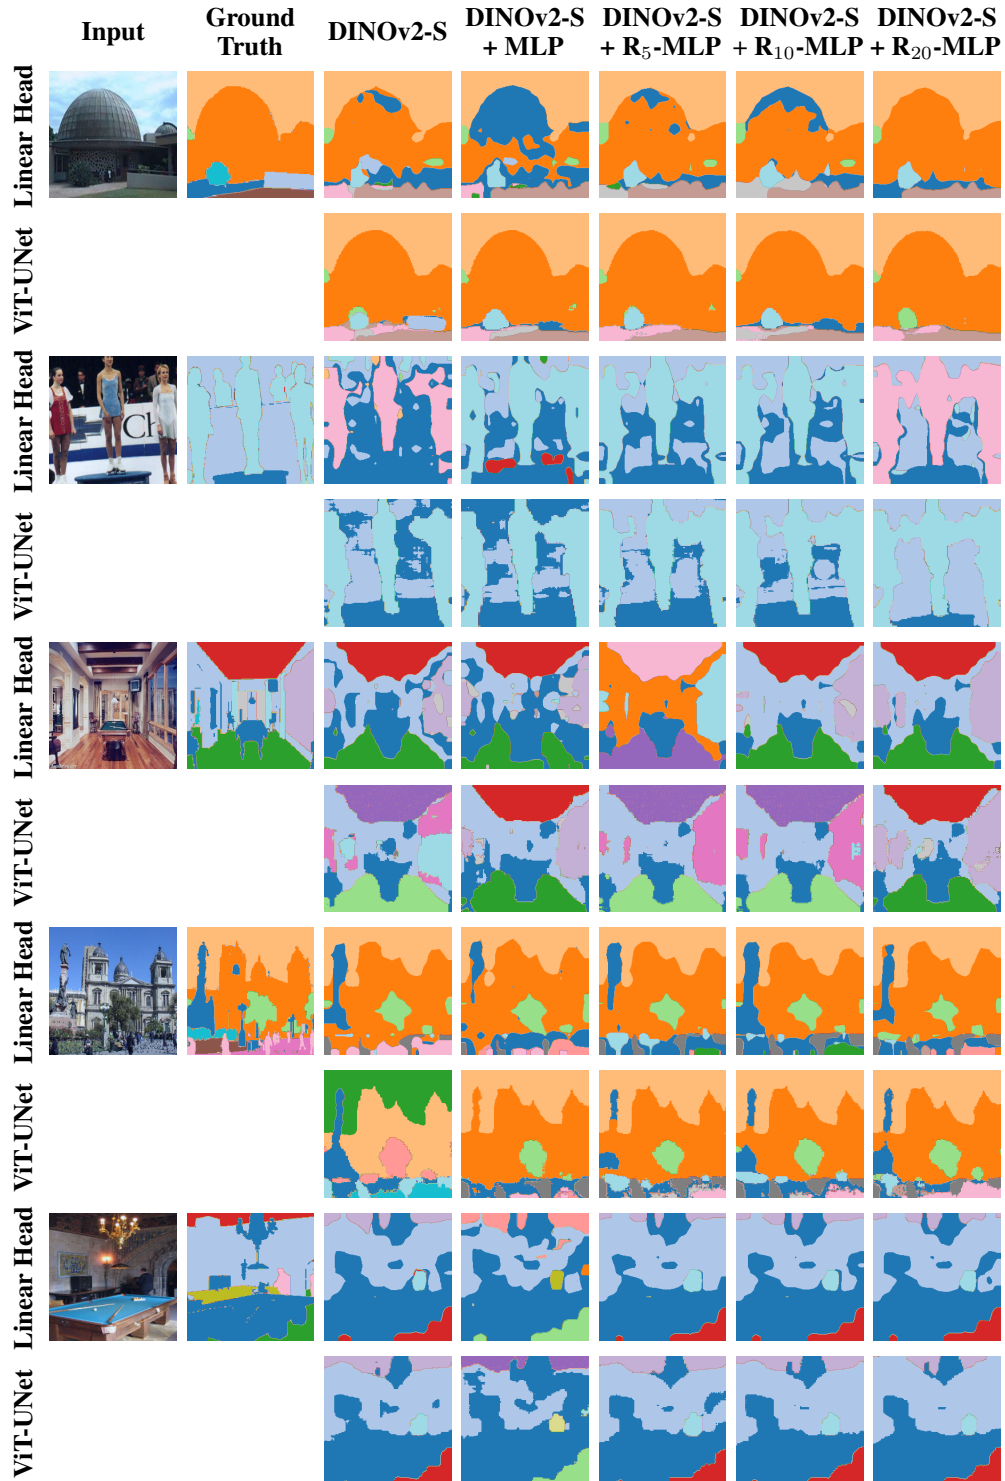 Input
Ground
Truth
DINOv2-S
DINOv2-S
+ MLP
DINOv2-S
+ R5-MLP
DINOv2-S
+ R10-MLP
DINOv2-S
+ R20-MLP
Linear Head
ViT-UNet
Linear Head
Ch
ViT-UNet
Linear Head
ViT-UNet
Linear Head
ViT-UNet
Linear Head
ViT-UNet